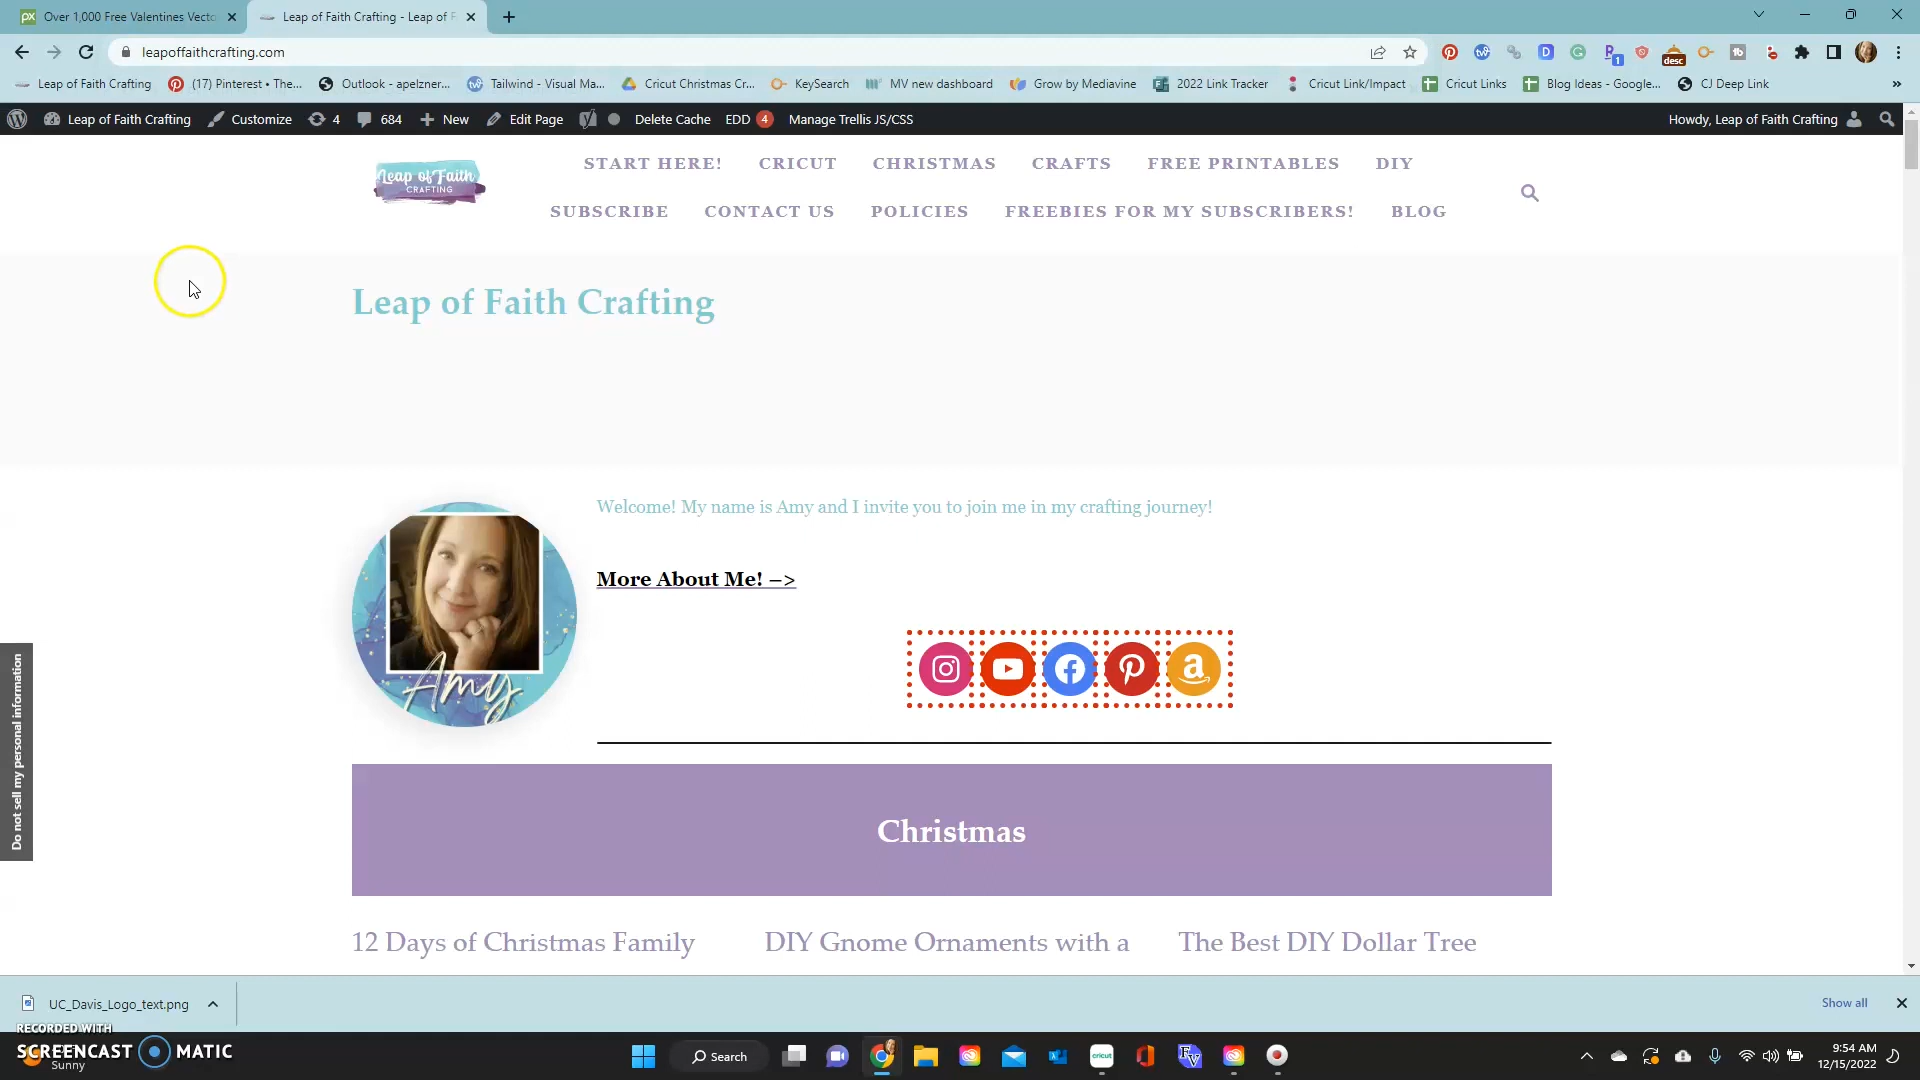 Over 1,000 Free Valentines Vecto
Leap of Faith Crafting - Leap of F
leapoffaithcrafting.com
desc
1
Leap of Faith Crafting
(17) Pinterest • The...
Outlook - apelzner...
Tailwind - Visual Ma...
Cricut Christmas Cr...
KeySearch
MV new dashboard
Grow by Mediavine
2022 Link Tracker
Cricut Link/Impact
Cricut Links
Blog Ideas - Google...
CJ Deep Link
Leap of Faith Crafting
Customize
4
684
New
Edit Page
Delete Cache
EDD 4
Manage Trellis JS/CSS
Howdy, Leap of Faith Crafting
Leap of Faith
CRAFTING
START HERE!
CRICUT
CHRISTMAS
CRAFTS
FREE PRINTABLES
DIY
SUBSCRIBE
CONTACT US
POLICIES
FREEBIES FOR MY SUBSCRIBERS!
BLOG
Leap of Faith Crafting
Welcome! My name is Amy and I invite you to join me in my crafting journey!
More About Me! –>
Amy
Do not sell my personal information
Christmas
12 Days of Christmas Family
DIY Gnome Ornaments with a
The Best DIY Dollar Tree
UC_Davis_Logo_text.png
Show all
RECORDED WITH
SCREENCAST MATIC
Sunny
Search
cricut
9:54 AM
12/15/2022